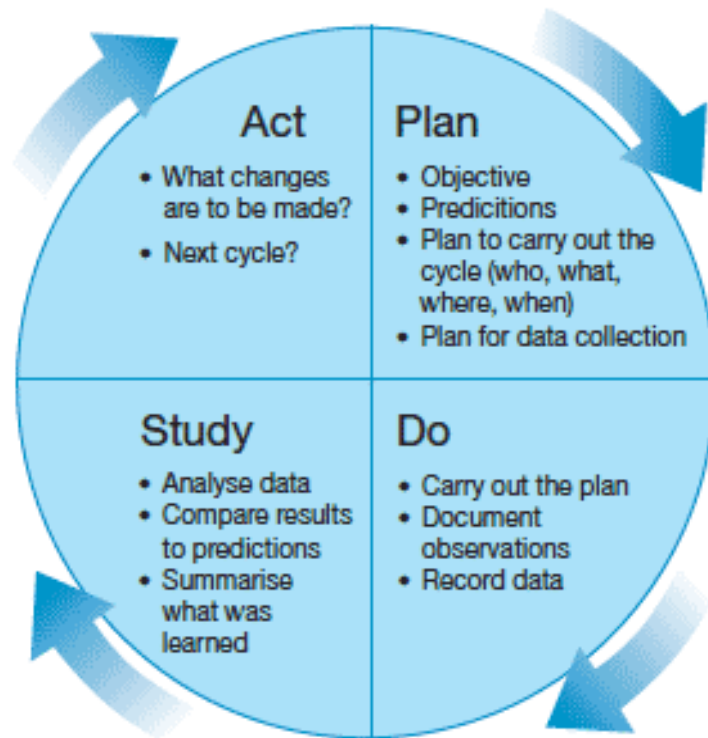 Act
• What changes
are to be made?
• Next cycle?
Plan
• Objective
• Predicitions
• Plan to carry out the
cycle (who, what,
where, when)
• Plan for data collection
Study
• Analyse data
• Compare results
to predictions
• Summarise
what was
learned
Do
• Carry out the plan
• Document
observations
• Record data